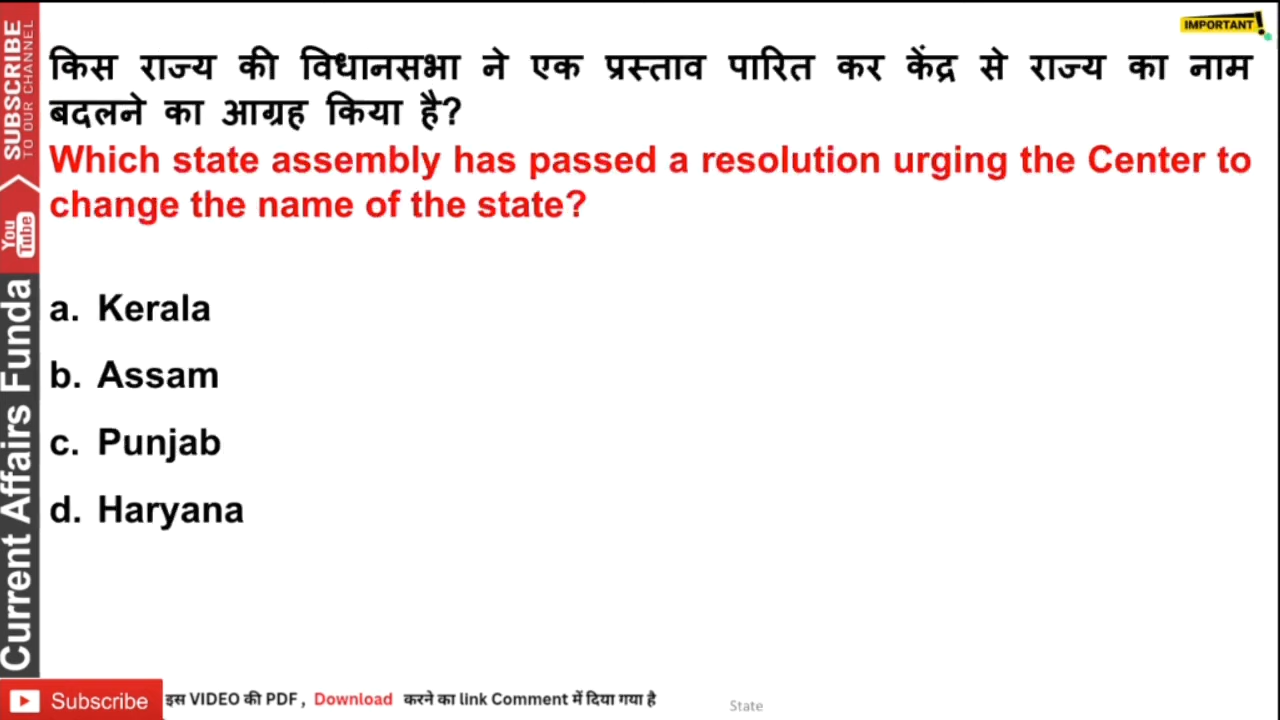 IMPORTANT
किस राज्य की विधानसभा ने एक प्रस्ताव पारित कर केंद्र से राज्य का नाम
बदलने का आग्रह किया है?
Which state assembly has passed a resolution urging the Center to
change the name of the state?
a. Kerala
b. Assam
c. Punjab
d. Haryana
SUBSCRIBE
TO OUR CHANNEL
You
Tube
Current Affairs Funda
Subscribe
इस VIDEO की PDF , Download करने का link Comment में दिया गया है
State